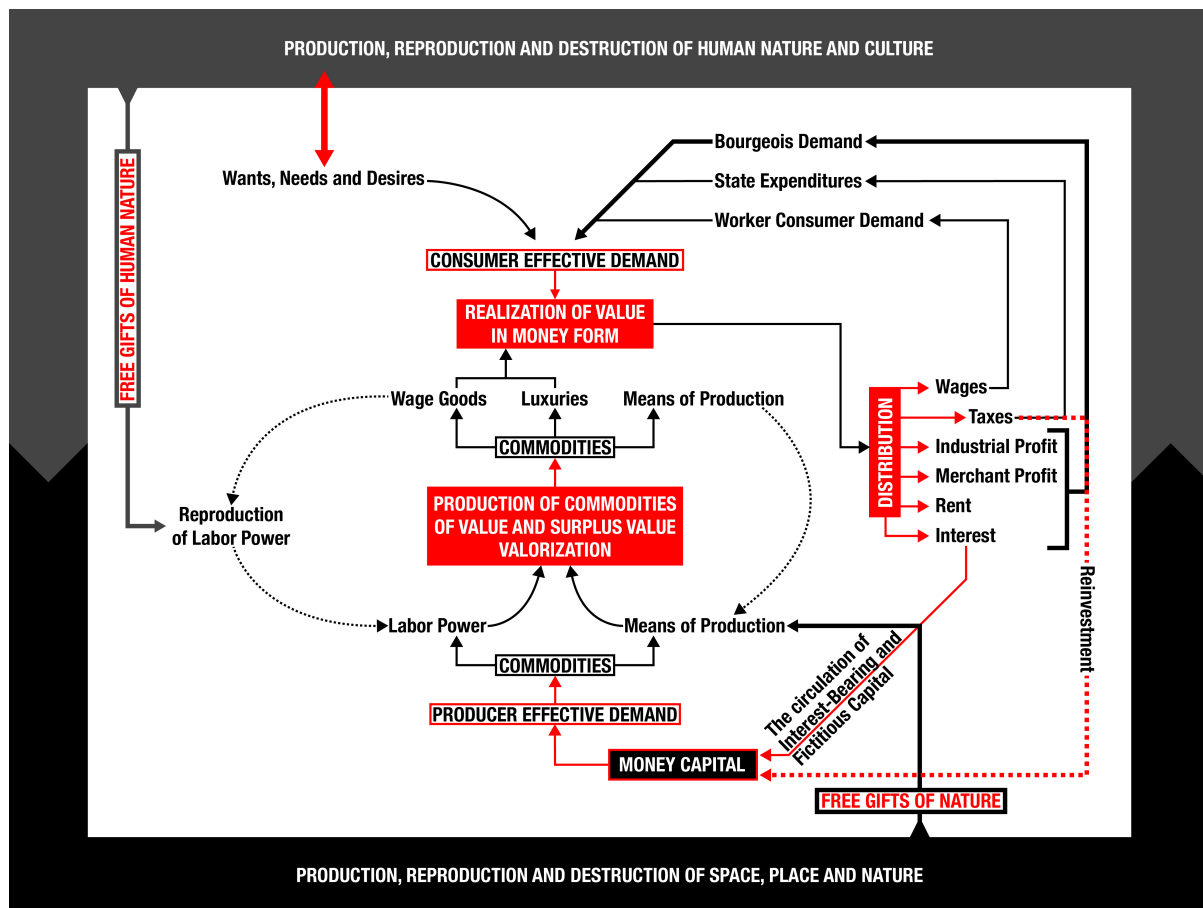 PRODUCTION, REPRODUCTION AND DESTRUCTION OF HUMAN NATURE AND CULTURE
FREE GIFTS OF HUMAN NATURE
Wants, Needs and Desires
Bourgeois Demand
State Expenditures
Worker Consumer Demand
CONSUMER EFFECTIVE DEMAND
REALIZATION OF VALUE
IN MONEY FORM
Wage Goods
Luxuries
Means of Production
COMMODITIES
DISTRIBUTION
Wages
Taxes
Industrial Profit
Merchant Profit
Rent
Interest
PRODUCTION OF COMMODITIES
OF VALUE AND SURPLUS VALUE
VALORIZATION
Reproduction
of Labor Power
Labor Power
Means of Production
Reinvestment
COMMODITIES
The circulation of
Interest-Bearing and
Fictitious Capital
PRODUCER EFFECTIVE DEMAND
MONEY CAPITAL
FREE GIFTS OF NATURE
PRODUCTION, REPRODUCTION AND DESTRUCTION OF SPACE, PLACE AND NATURE